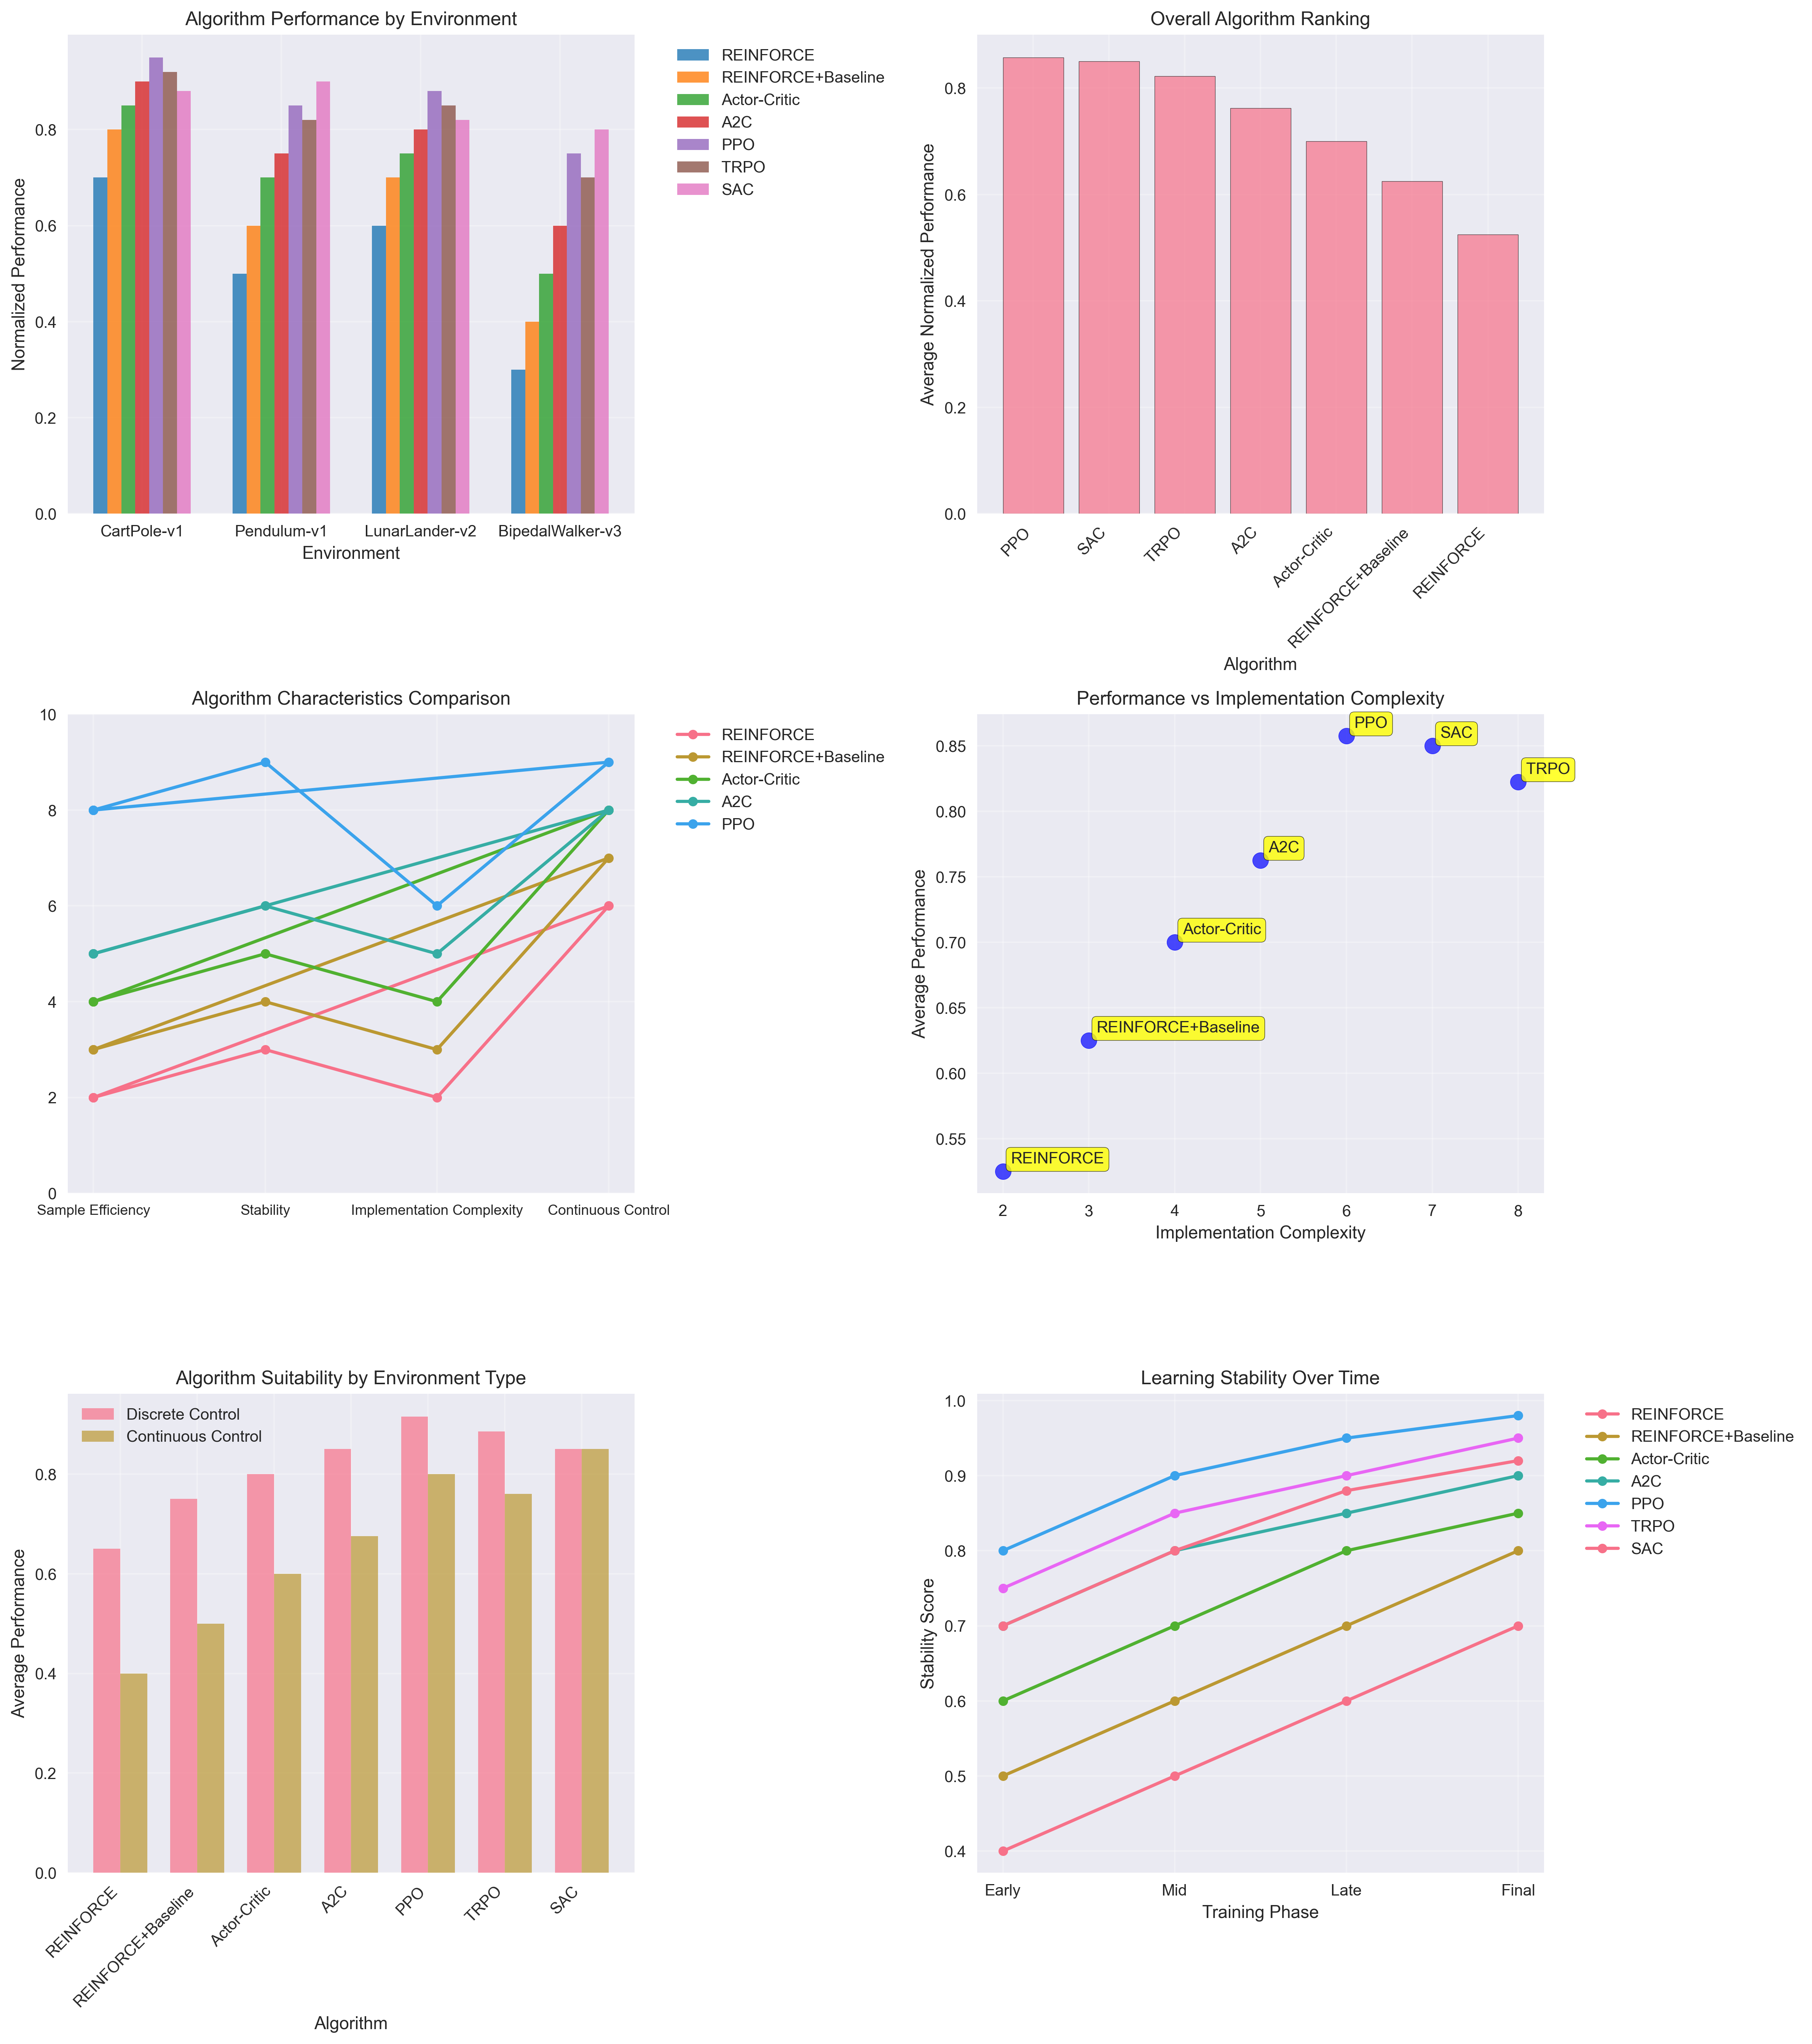 Algorithm Performance by Environment
Normalized Performance
0.0
0.2
0.4
0.6
0.8
CartPole-v1
Pendulum-v1
LunarLander-v2
BipedalWalker-v3
Environment
REINFORCE
REINFORCE+Baseline
Actor-Critic
A2C
PPO
TRPO
SAC
Overall Algorithm Ranking
Average Normalized Performance
0.0
0.2
0.4
0.6
0.8
PPO
SAC
TRPO
A2C
Actor-Critic
REINFORCE+Baseline
REINFORCE
Algorithm
Algorithm Characteristics Comparison
10
8
6
4
2
0
Sample Efficiency
Stability
Implementation Complexity
Continuous Control
REINFORCE
REINFORCE+Baseline
Actor-Critic
A2C
PPO
Performance vs Implementation Complexity
Average Performance
0.85
0.80
0.75
0.70
0.65
0.60
0.55
PPO
SAC
TRPO
A2C
Actor-Critic
REINFORCE+Baseline
REINFORCE
2
3
4
5
6
7
8
Implementation Complexity
Algorithm Suitability by Environment Type
Discrete Control
Continuous Control
Average Performance
0.8
0.6
0.4
0.2
0.0
REINFORCE
REINFORCE+Baseline
Actor-Critic
A2C
PPO
TRPO
SAC
Algorithm
Learning Stability Over Time
Stability Score
1.0
0.9
0.8
0.7
0.6
0.5
0.4
Early
Mid
Late
Final
Training Phase
REINFORCE
REINFORCE+Baseline
Actor-Critic
A2C
PPO
TRPO
SAC